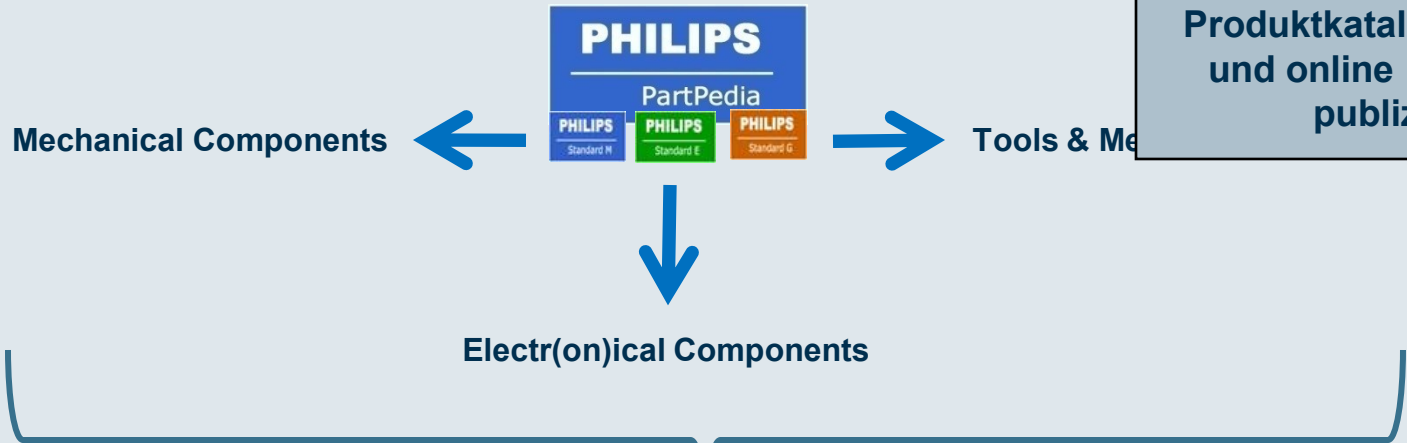 PHILIPS
PartPedia
PHILIPS
Standard M
PHILIPS
Standard E
PHILIPS
Standard G
Mechanical Components
Tools & Me
Produktkatal
und online
publiz
Electr(on)ical Components